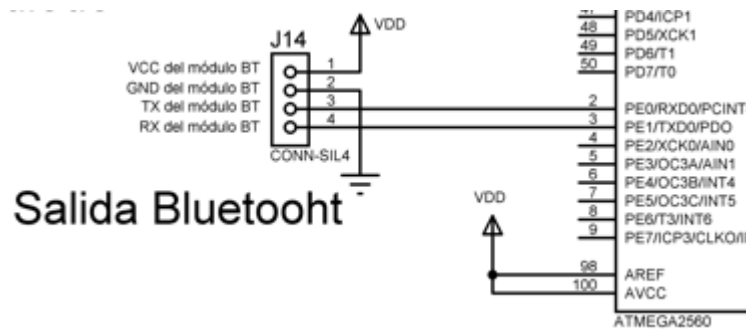 J14
VDD
VCC del módulo BT
GND del módulo BT
TX del módulo BT
RX del módulo BT
1
2
3
4
CONN-SIL4
Salida Bluetooht
VDD
48
49
50
2
3
4
5
6
7
8
9
98
100
PD4/ICP1
PD5/XCK1
PD6/T1
PD7/T0
PE0/RXD0/PCINT
PE1/TXD0/PDO
PE2/XCK0/AIN0
PE3/OC3A/AIN1
PE4/OC3B/INT4
PE5/OC3C/INT5
PE6/T3/INT6
PE7/ICP3/CLKO/I
AREF
AVCC
ATMEGA2560